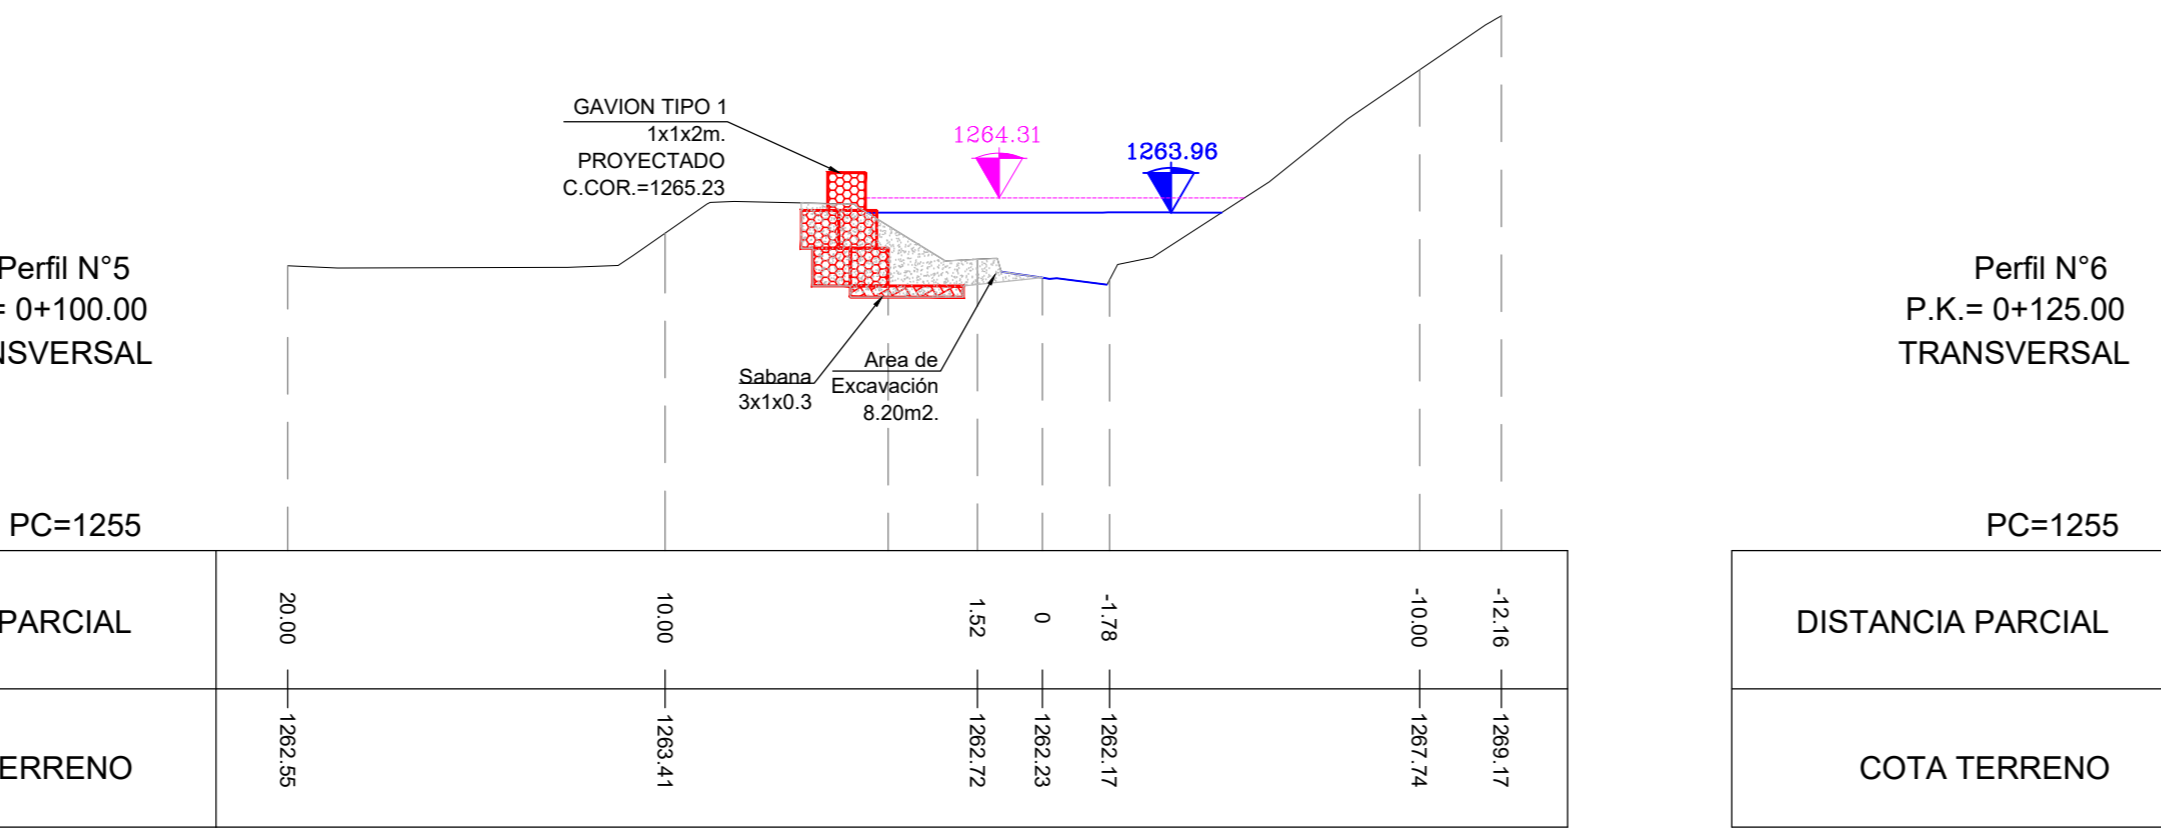 GAVION TIPO 1
1x1x2m.
PROYECTADO
C.COR.=1265.23
1264.31
1263.96
Perfil N°5
= 0+100.00
NSVERSAL
Perfil N°6
P.K.= 0+125.00
TRANSVERSAL
Sabana
3x1x0.3
Area de
Excavación
8.20m2.
PC=1255
PC=1255
PARCIAL
20.00
10.00
1.52
0
-1.78
-10.00
-12.16
DISTANCIA PARCIAL
ERRENO
1262.55
1263.41
1262.72
1262.23
1262.17
1267.74
1269.17
COTA TERRENO